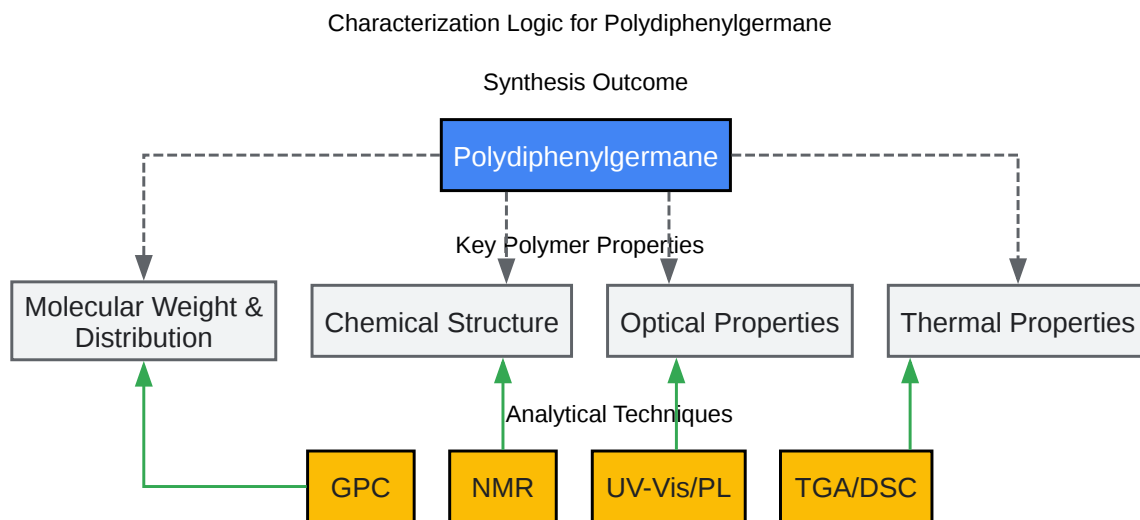 Characterization Logic for Polydiphenylgermane
Synthesis Outcome
Polydiphenylgermane
Key Polymer Properties
Molecular Weight &
Distribution
Chemical Structure
Optical Properties
Thermal Properties
Analytical Techniques
GPC
NMR
UV-Vis/PL
TGA/DSC